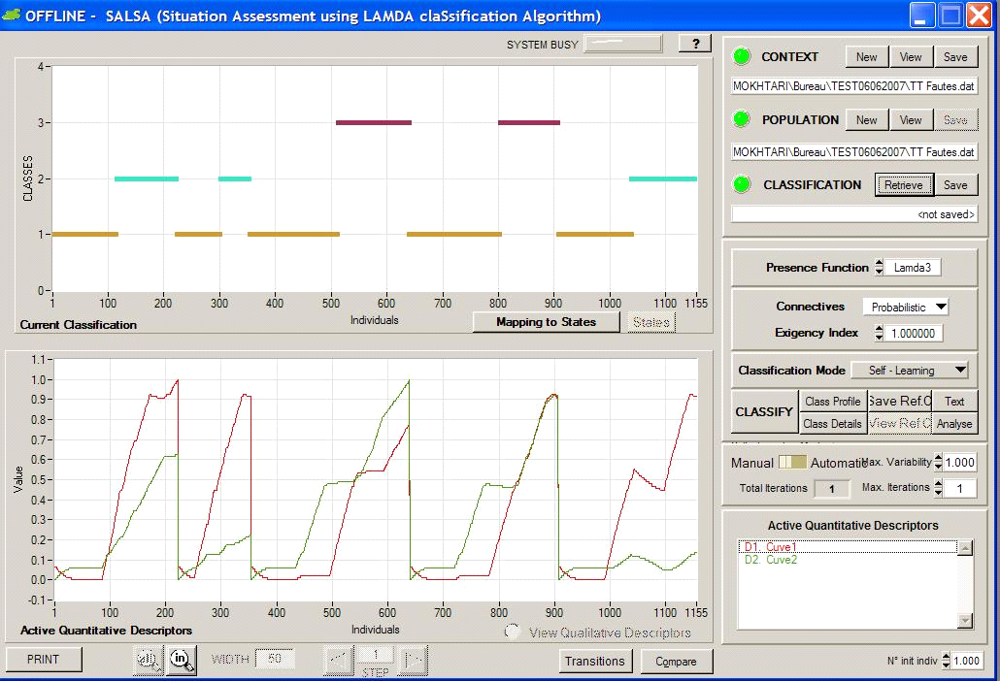 OFFLINE - SALSA (Situation Assessment using LAMDA claSsification Algorithm)
SYSTEM BUSY
?
4
3
2
1
0
CLASSES
1 100 200 300 400 500 600 700 800 900 1000 1100 1155
Individuals
Current Classification
Mapping to States
States
1.1
1.0
0.9
0.8
0.7
0.6
0.5
0.4
0.3
0.2
0.1
0.0
-0.1
Value
1 100 200 300 400 500 600 700 800 900 1000 1100 1155
Individuals
Active Quantitative Descriptors
View Qualitative Descriptors
PRINT
in
WIDTH 50
1
STEP
Transitions
Compare
CONTEXT New View Save
MOKHTARI\Bureau\TEST06062007\TT Fautes.dat
POPULATION New View Save
MOKHTARI\Bureau\TEST06062007\TT Fautes.dat
CLASSIFICATION Retrieve Save
<not saved>
Presence Function Lamda3
Connectives Probabilistic
Exigency Index 1.000000
Classification Mode Self - Learning
CLASSIFY
Class Profile Save Ref.C Text
Class Details View Ref.C Analyse
Manual Automati Max. Variability 1.000
Total Iterations 1 Max. Iterations 1
Active Quantitative Descriptors
D1. Cuve1
D2. Cuve2
N° init indiv 1.000